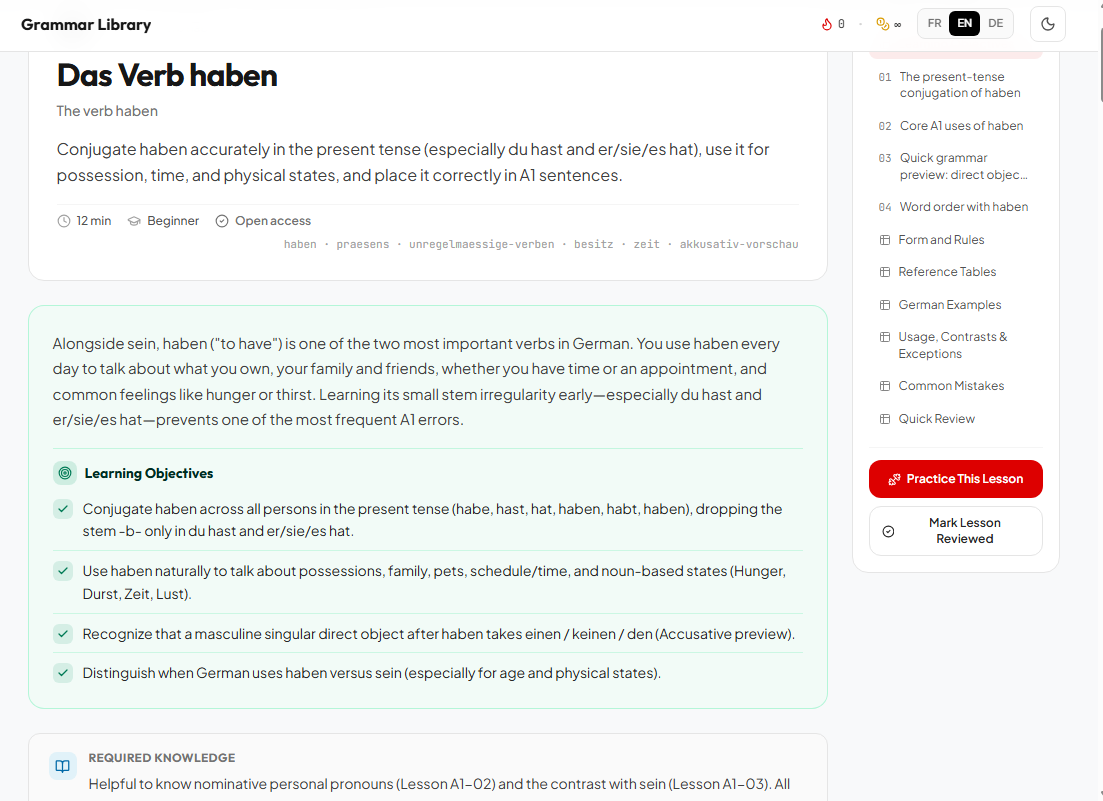 Grammar Library
0 · ∞ FR EN DE
Das Verb haben
The verb haben
Conjugate haben accurately in the present tense (especially du hast and er/sie/es hat), use it for
possession, time, and physical states, and place it correctly in A1 sentences.
12 min Beginner Open access
haben · praesens · unregelmaessige-verben · besitz · zeit · akkusativ-vorschau
Alongside sein, haben ("to have") is one of the two most important verbs in German. You use haben every
day to talk about what you own, your family and friends, whether you have time or an appointment, and
common feelings like hunger or thirst. Learning its small stem irregularity early—especially du hast and
er/sie/es hat—prevents one of the most frequent A1 errors.
Learning Objectives
Conjugate haben across all persons in the present tense (habe, hast, hat, haben, habt, haben), dropping the
stem -b- only in du hast and er/sie/es hat.
Use haben naturally to talk about possessions, family, pets, schedule/time, and noun-based states (Hunger,
Durst, Zeit, Lust).
Recognize that a masculine singular direct object after haben takes einen / keinen / den (Accusative preview).
Distinguish when German uses haben versus sein (especially for age and physical states).
REQUIRED KNOWLEDGE
Helpful to know nominative personal pronouns (Lesson A1-02) and the contrast with sein (Lesson A1-03). All
01 The present-tense
conjugation of haben
02 Core A1 uses of haben
03 Quick grammar
preview: direct objec...
04 Word order with haben
Form and Rules
Reference Tables
German Examples
Usage, Contrasts &
Exceptions
Common Mistakes
Quick Review
Practice This Lesson
Mark Lesson
Reviewed